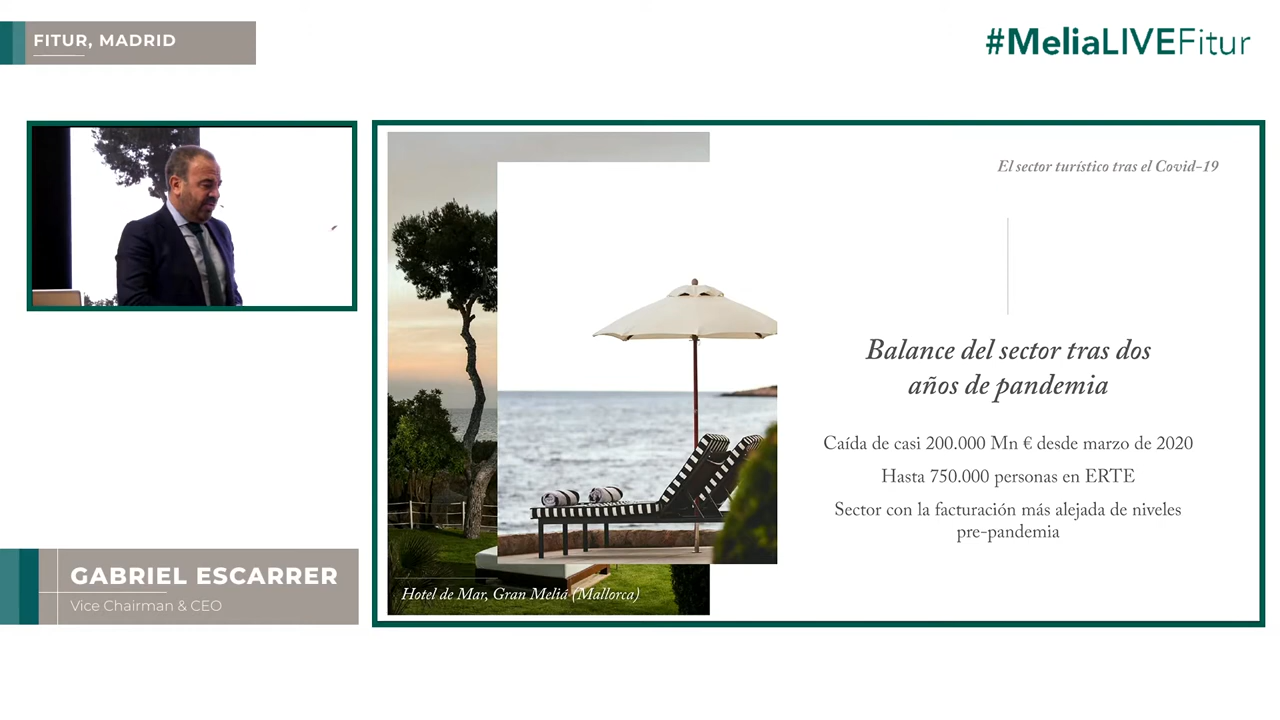 FITUR, MADRID
#MeliaLIVEFitur
El sector turístico tras el Covid-19
Balance del sector tras dos
años de pandemia
Caída de casi 200.000 Mn € desde marzo de 2020
Hasta 750.000 personas en ERTE
Sector con la facturación más alejada de niveles
pre-pandemia
Hotel de Mar, Gran Meliá (Mallorca)
GABRIEL ESCARRER
Vice Chairman & CEO